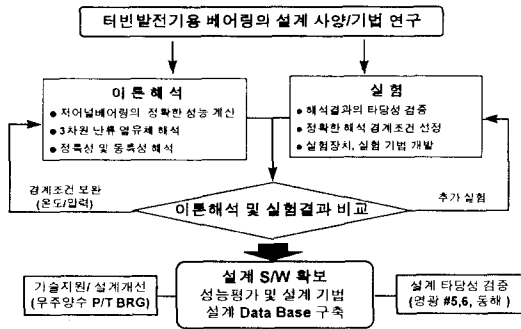 터빈발전기용 베어링의 설계 사양/기법 연구
이 론 해 석
● 저어널베어링의 정확한 성능 계산
● 3차원 난류 열유체 해석
● 정특성 및 동특성 해석
실 험
● 해석결과의 타당성 검증
● 정확한 해석 경계조건 선정
● 실험장치, 실험 기법 개발
경계조건 보완
(온도/압력)
이론해석 및 실험결과 비교
추가 실험
설계 S/W 확보
성능평가 및 설계 기법
설계 Data Base 구축
기술지원/ 설계개선
(무주양수 P/T BRG)
설계 타당성 검증
(영광 #5,6, 동해 )